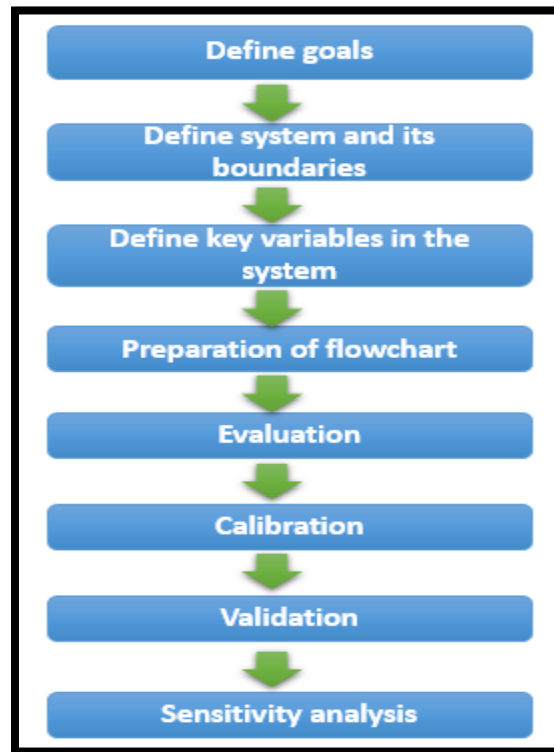 Define goals
Define system and its
boundaries
Define key variables in the
system
Preparation of flowchart
Evaluation
Calibration
Validation
Sensitivity analysis